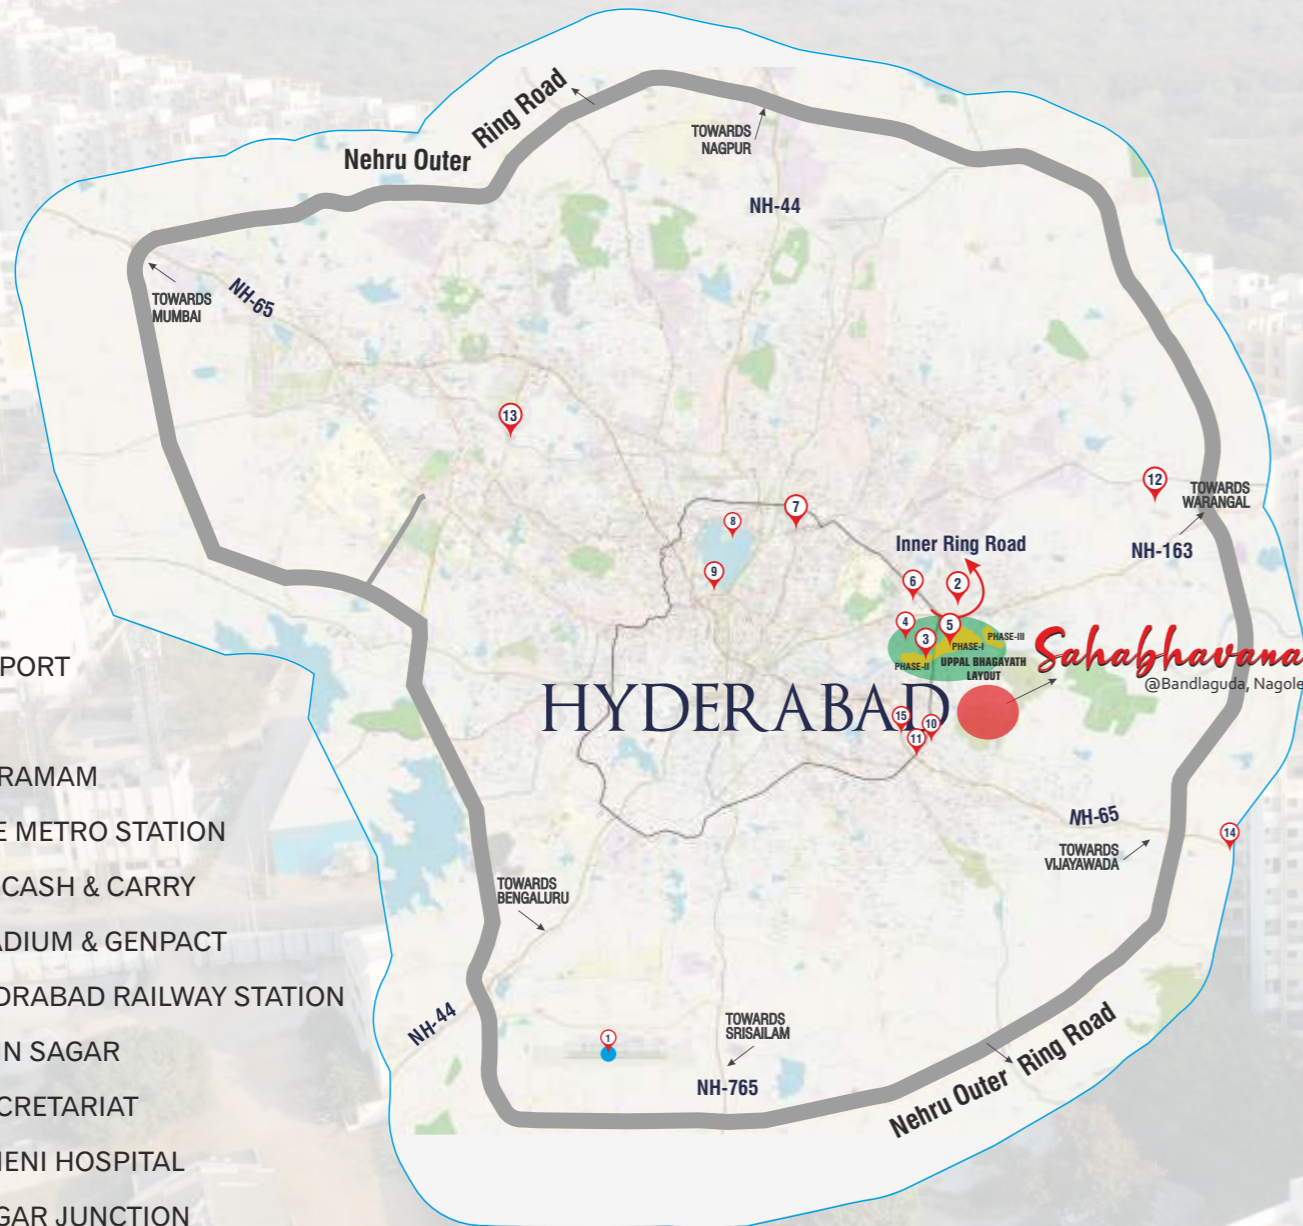 Nehru Outer Ring Road
TOWARDS
NAGPUR
NH-44
TOWARDS
MUMBAI
NH-65
13
12
TOWARDS
WARANGAL
NH-163
7
8
9
Inner Ring Road
6
2
4
3
5
PHASE-I
PHASE-II
PHASE-III
UPPAL BHAGAYATH
LAYOUT
Sahabhavana
@Bandlaguda, Nagole
HYDERABAD
15
10
11
NH-65
TOWARDS
VIJAYAWADA
14
TOWARDS
BENGALURU
NH-44
1
TOWARDS
SRISAILAM
NH-765
Nehru Outer Ring Road
PORT
RAMAM
E METRO STATION
CASH & CARRY
ADIUM & GENPACT
DRABAD RAILWAY STATION
IN SAGAR
CRETARIAT
IENI HOSPITAL
GAR JUNCTION